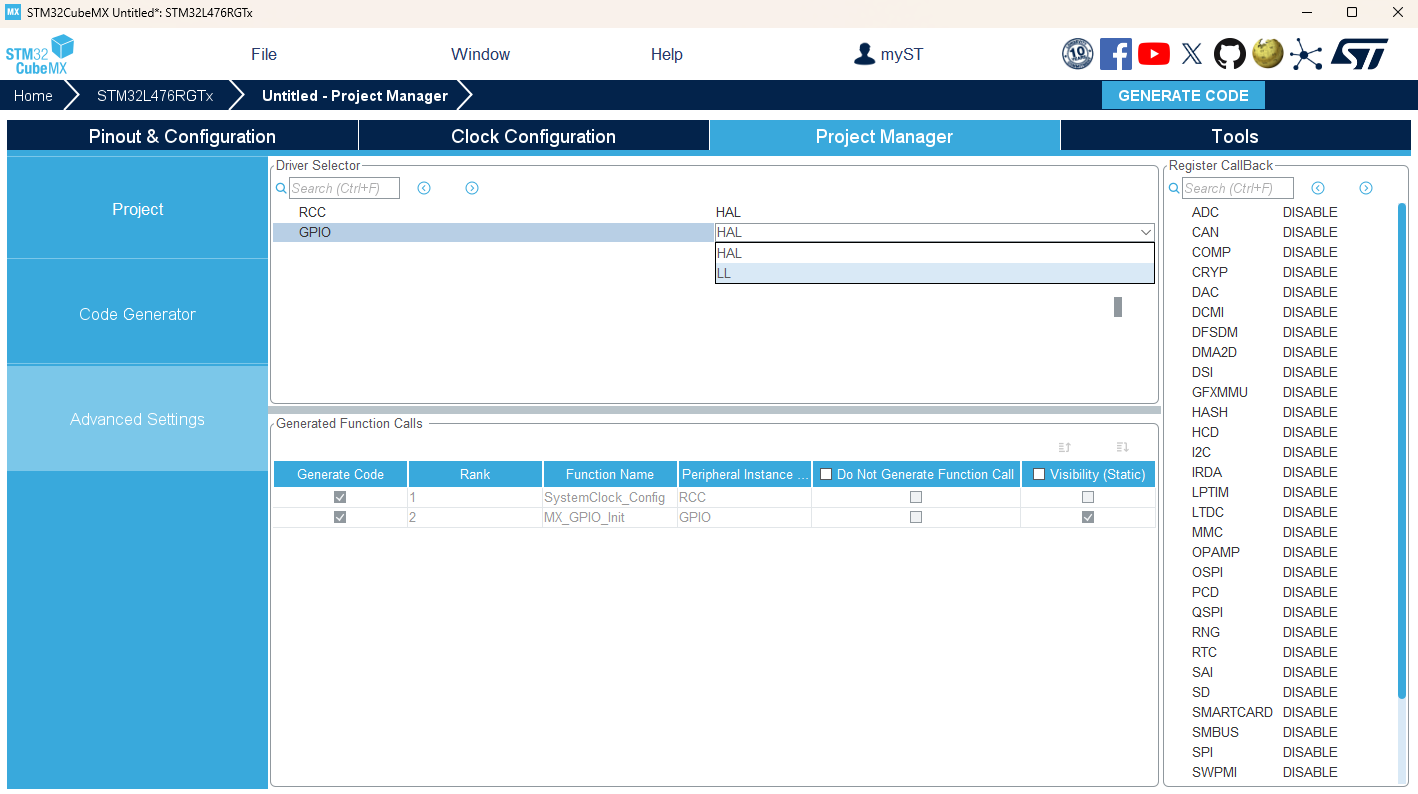 MX STM32CubeMX Untitled*: STM32L476RGTx
STM32 CubeMX
File Window Help myST
10
ST
Home STM32L476RGTx Untitled - Project Manager GENERATE CODE
Pinout & Configuration Clock Configuration Project Manager Tools
Project
Code Generator
Advanced Settings
Driver Selector
Search (Ctrl+F)
RCC HAL
GPIO HAL
HAL
LL
Generated Function Calls
Generate Code Rank Function Name Peripheral Instance ... Do Not Generate Function Call Visibility (Static)
1 SystemClock_Config RCC
2 MX_GPIO_Init GPIO
Register CallBack
Search (Ctrl+F)
ADC DISABLE
CAN DISABLE
COMP DISABLE
CRYP DISABLE
DAC DISABLE
DCMI DISABLE
DFSDM DISABLE
DMA2D DISABLE
DSI DISABLE
GFXMMU DISABLE
HASH DISABLE
HCD DISABLE
I2C DISABLE
IRDA DISABLE
LPTIM DISABLE
LTDC DISABLE
MMC DISABLE
OPAMP DISABLE
OSPI DISABLE
PCD DISABLE
QSPI DISABLE
RNG DISABLE
RTC DISABLE
SAI DISABLE
SD DISABLE
SMARTCARD DISABLE
SMBUS DISABLE
SPI DISABLE
SWPMI DISABLE